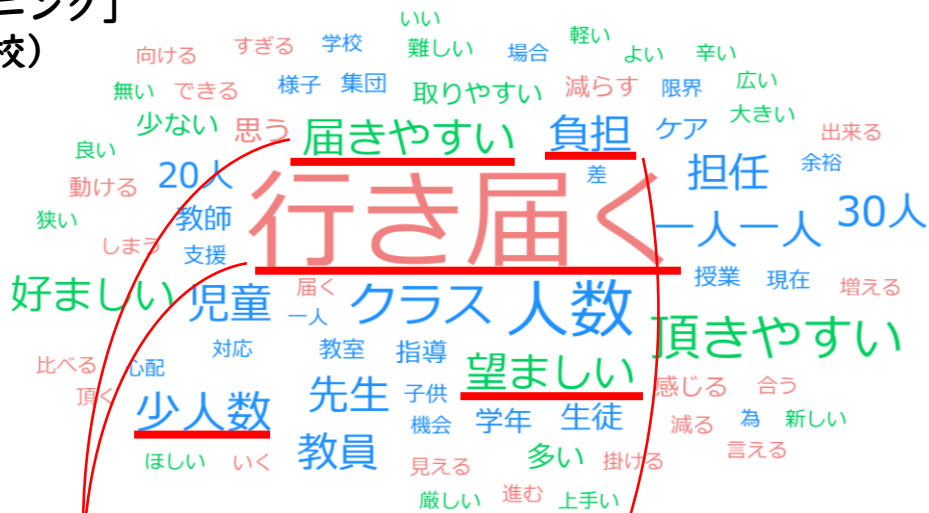 ニング」
校)
いい
向ける すぎる 学校 難しい 場合 軽い よい 辛い
無い できる 様子 集団 取りやすい 減らす 限界 広い
少ない 思う 届きやすい 負担 ケア 大きい 出来る
良い 動ける 20人 差 担任 余裕
狭い 教師 行き届く 一人一人 30人
しまう 支援 授業 現在 増える
好ましい 児童 届く 一人 クラス 人数 頂きやすい
比べる 心配 対応 教室 指導 望ましい 感じる 合う
頂く 少人数 先生 子供 機会 学年 生徒 減る 為 新しい
ほしい いく 教員 見える 多い 掛ける 言える
厳しい 進む 上手い